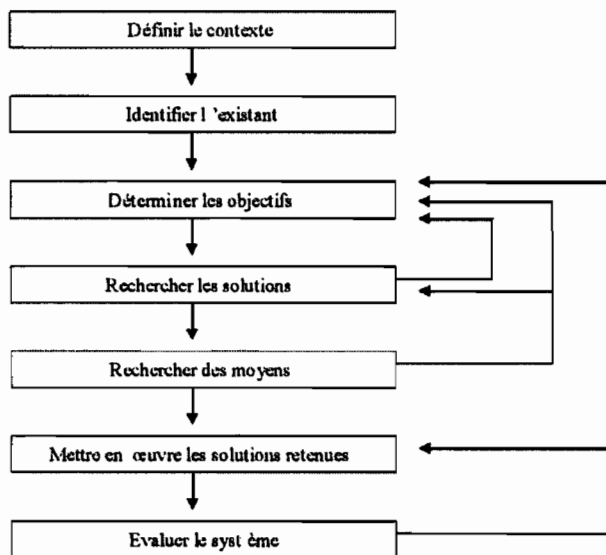 Définir le contexte
Identifier l 'existant
Déterminer les objectifs
Rechercher les solutions
Rechercher des moyens
Mettro en œuvre les solutions retenues
Evaluer le syst ème